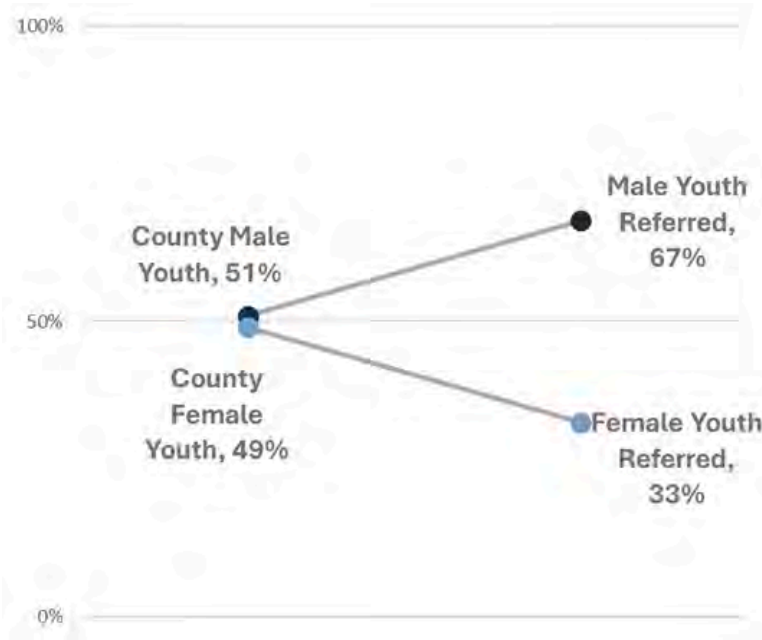 100%
Male Youth
Referred,
67%
County Male
Youth, 51%
50%
County
Female
Youth, 49%
Female Youth
Referred,
33%
0%